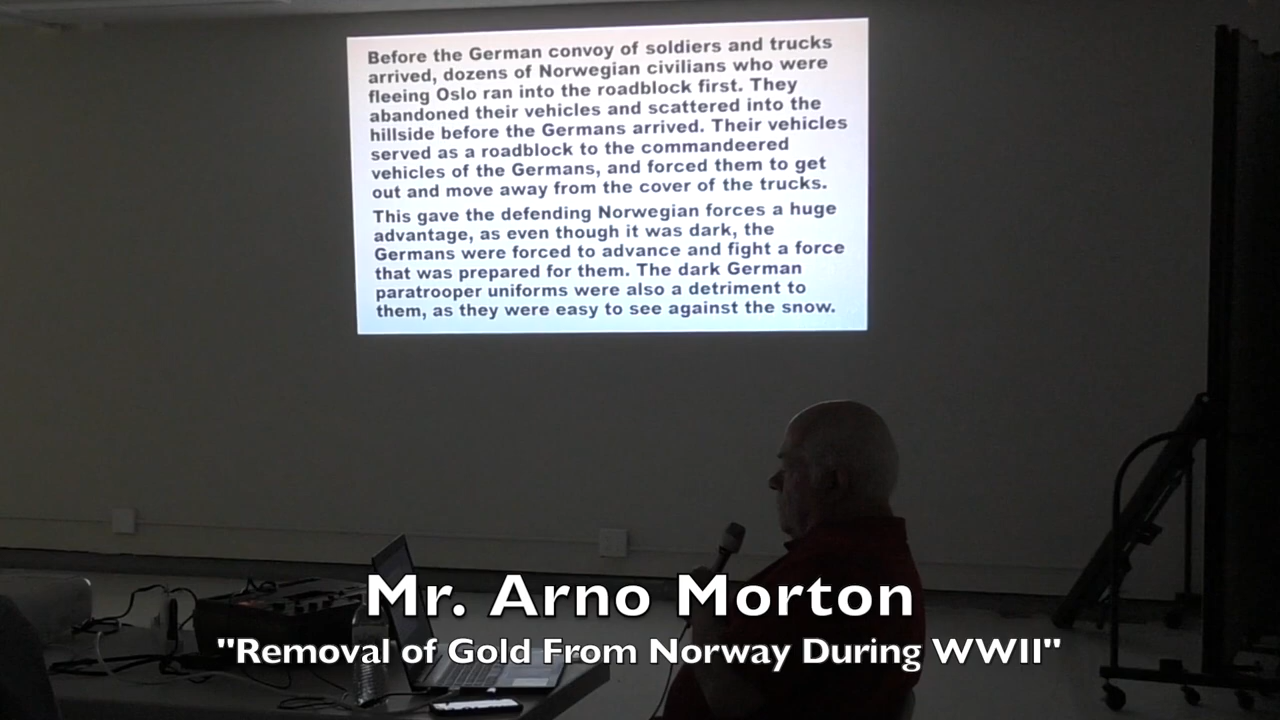 Before the German convoy of soldiers and trucks
arrived, dozens of Norwegian civilians who were
fleeing Oslo ran into the roadblock first. They
abandoned their vehicles and scattered into the
hillside before the Germans arrived. Their vehicles
served as a roadblock to the commandeered
vehicles of the Germans, and forced them to get
out and move away from the cover of the trucks.
This gave the defending Norwegian forces a huge
advantage, as even though it was dark, the
Germans were forced to advance and fight a force
that was prepared for them. The dark German
paratrooper uniforms were also a detriment to
them, as they were easy to see against the snow.
Mr. Arno Morton
"Removal of Gold From Norway During WWII"